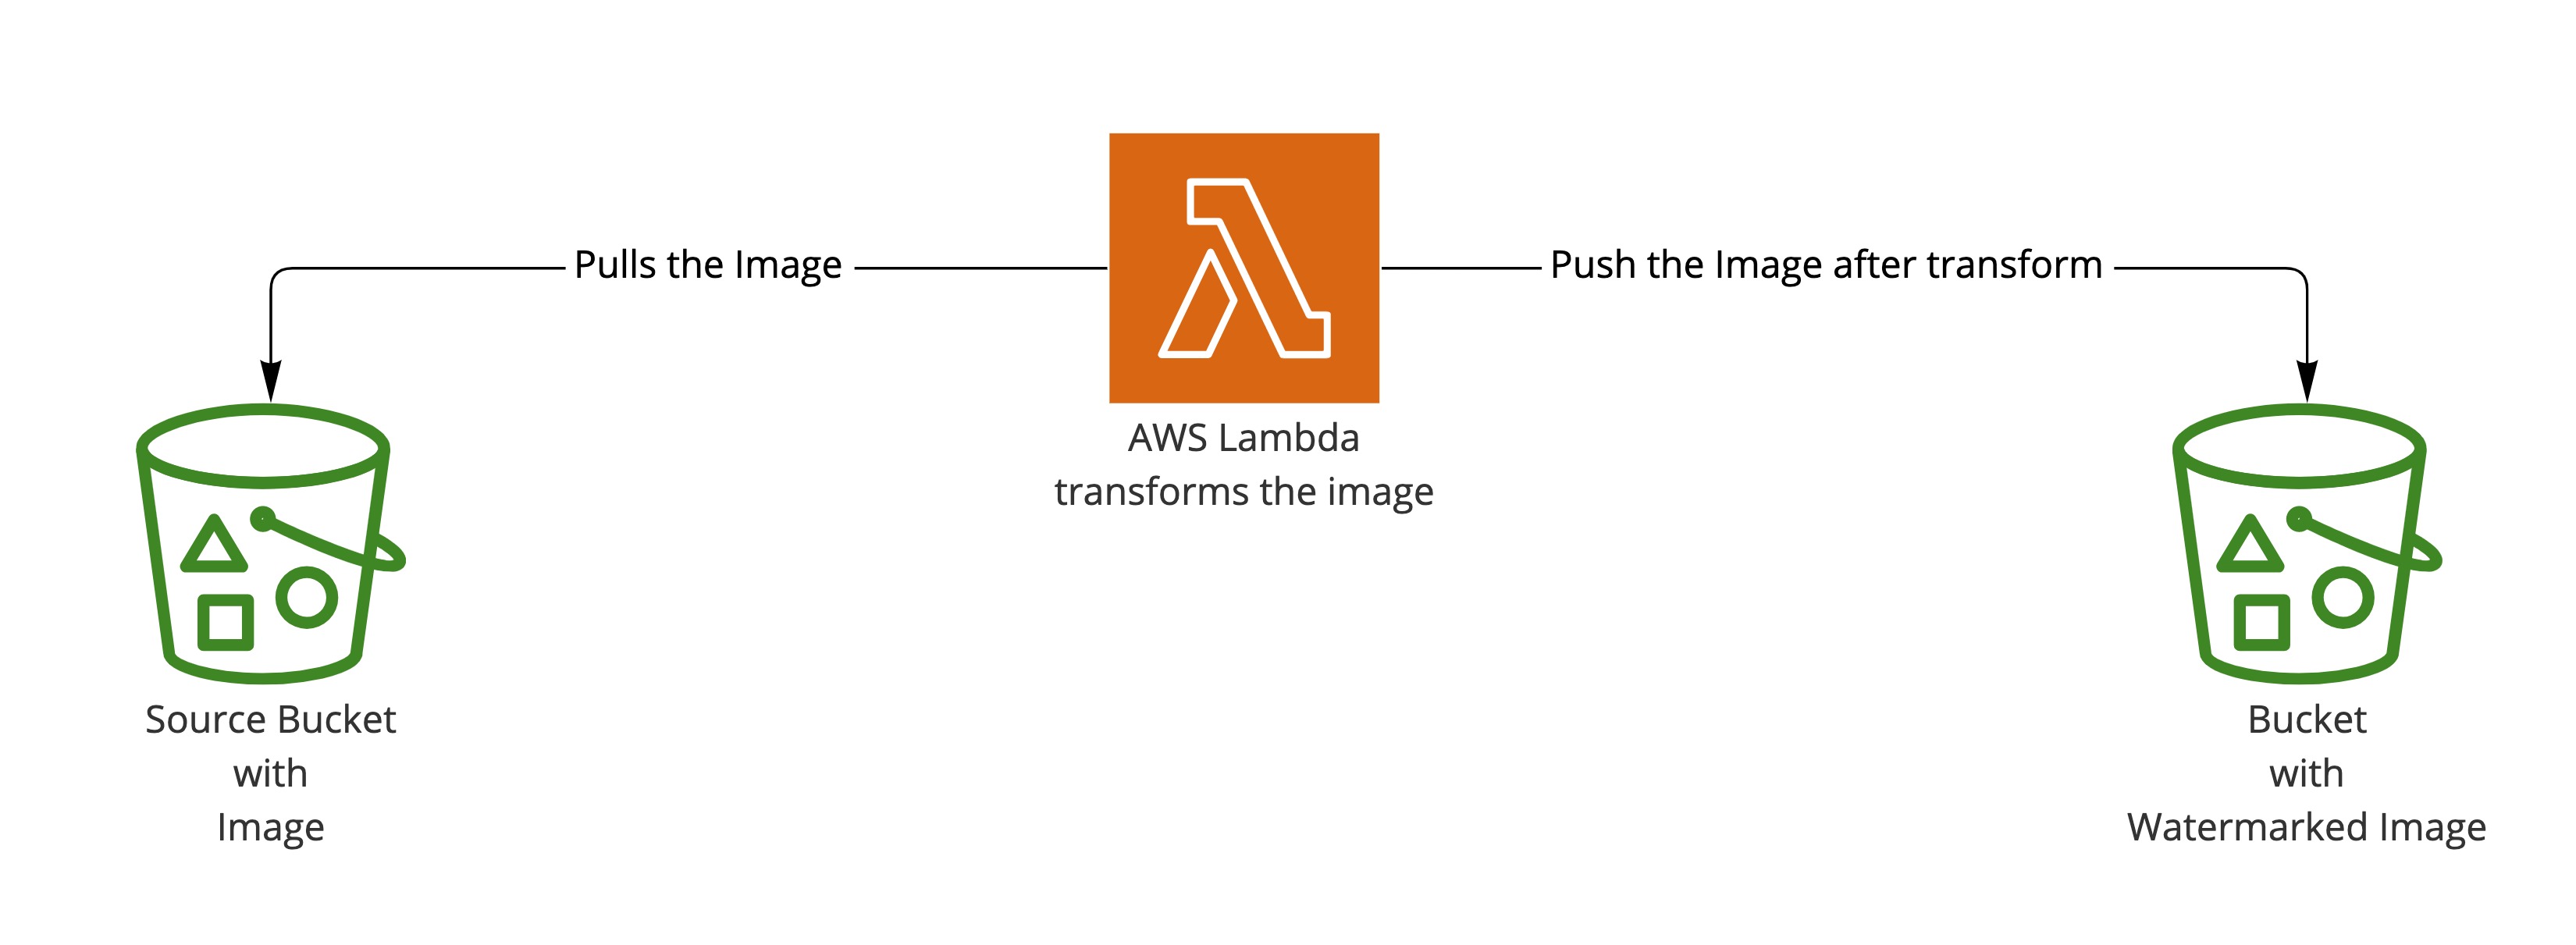 Pulls the Image
Push the Image after transform
AWS Lambda
transforms the image
Source Bucket
with
Image
Bucket
with
Watermarked Image